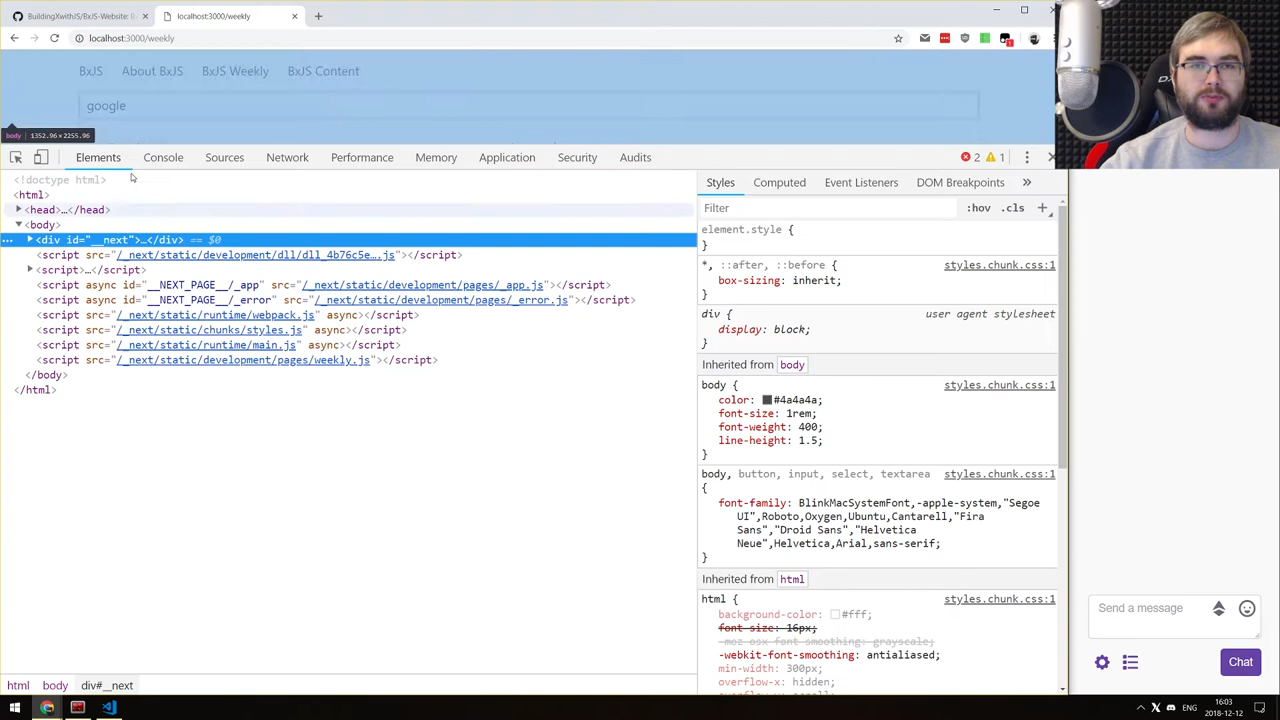 BuildingXwithJS/BxJS-Website: B
localhost:3000/weekly
localhost:3000/weekly
BxJS About BxJS BxJS Weekly BxJS Content
google
body 1352.96×2255.96
Elements Console Sources Network Performance Memory Application Security Audits 2 1
<!doctype html>
<html>
<head>…</head>
<body>
<div id="__next">…</div> == $0
<script src="/_next/static/development/dll/dll_4b76c5e….js"></script>
<script>…</script>
<script async id="__NEXT_PAGE__/_app" src="/_next/static/development/pages/_app.js"></script>
<script async id="__NEXT_PAGE__/_error" src="/_next/static/development/pages/_error.js"></script>
<script src="/_next/static/runtime/webpack.js" async></script>
<script src="/_next/static/chunks/styles.js" async></script>
<script src="/_next/static/runtime/main.js" async></script>
<script src="/_next/static/development/pages/weekly.js"></script>
</body>
</html>
html body div#__next
Styles Computed Event Listeners DOM Breakpoints »
Filter :hov .cls +
element.style {
}
*, ::after, ::before { styles.chunk.css:1
box-sizing: inherit;
}
div { user agent stylesheet
display: block;
}
Inherited from body
body { styles.chunk.css:1
color: #4a4a4a;
font-size: 1rem;
font-weight: 400;
line-height: 1.5;
}
body, button, input, select, textarea styles.chunk.css:1
{
font-family: BlinkMacSystemFont,-apple-system,"Segoe
UI",Roboto,Oxygen,Ubuntu,Cantarell,"Fira
Sans","Droid Sans","Helvetica
Neue",Helvetica,Arial,sans-serif;
}
Inherited from html
html { styles.chunk.css:1
background-color: #fff;
font-size: 16px;
-moz-osx-font-smoothing: grayscale;
-webkit-font-smoothing: antialiased;
min-width: 300px;
overflow-x: hidden;
Send a message
Chat
ENG
16:03
2018-12-12